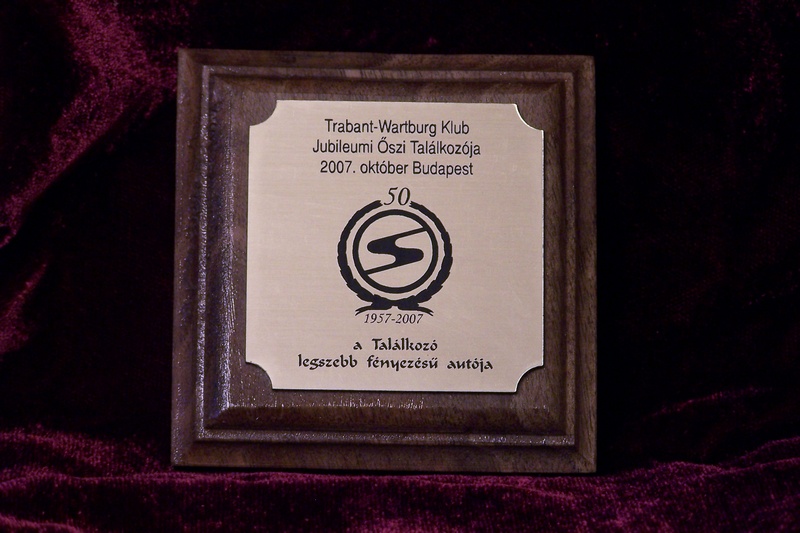 Trabant-Wartburg Klub
Jubileumi Őszi Találkozója
2007. október Budapest
50
1957-2007
a Találkozó
legszebb fényezésű autója